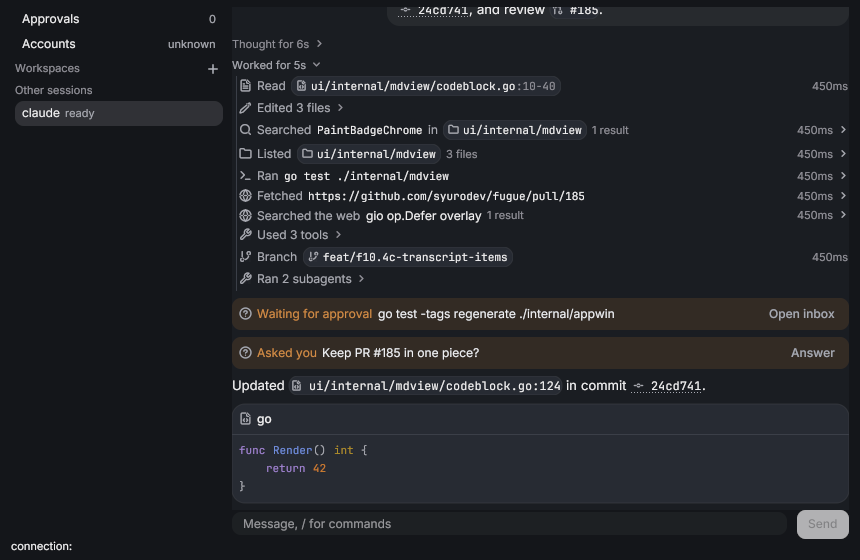 Approvals 0
Accounts unknown
Workspaces +
Other sessions
claude ready
connection:
24cd741, and review #185.
Thought for 6s
Worked for 5s
Read ui/internal/mdview/codeblock.go:10-40 450ms
Edited 3 files
Searched PaintBadgeChrome in ui/internal/mdview 1 result 450ms
Listed ui/internal/mdview 3 files 450ms
Ran go test ./internal/mdview 450ms
Fetched https://github.com/syurodev/fugue/pull/185 450ms
Searched the web gio op.Defer overlay 1 result 450ms
Used 3 tools
Branch feat/f10.4c-transcript-items 450ms
Ran 2 subagents
Waiting for approval go test -tags regenerate ./internal/appwin Open inbox
Asked you Keep PR #185 in one piece? Answer
Updated ui/internal/mdview/codeblock.go:124 in commit 24cd741.
go
func Render() int {
    return 42
}
Message, / for commands Send